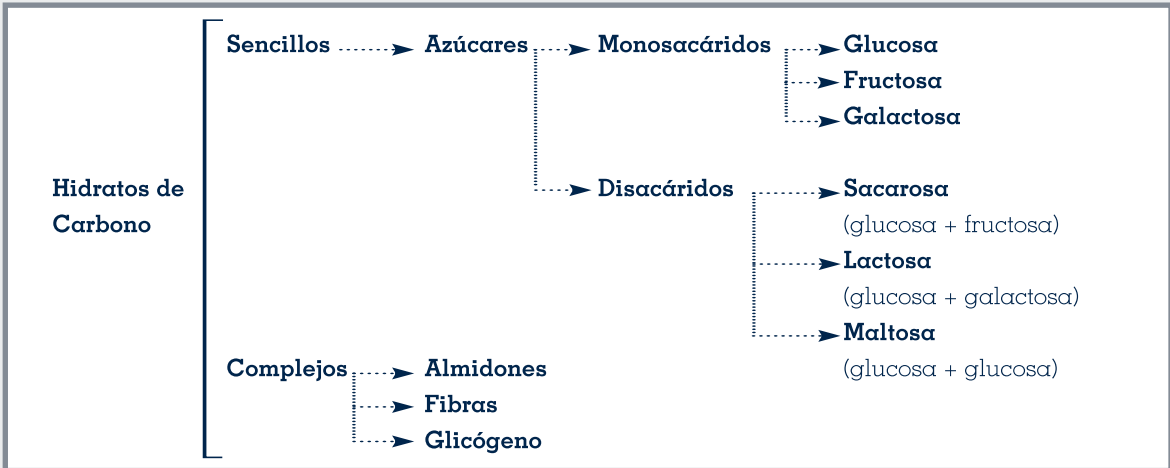 Hidratos de
Carbono
Sencillos
Azúcares
Monosacáridos
Glucosa
Fructosa
Galactosa
Disacáridos
Sacarosa
(glucosa + fructosa)
Lactosa
(glucosa + galactosa)
Maltosa
(glucosa + glucosa)
Complejos
Almidones
Fibras
Glicógeno